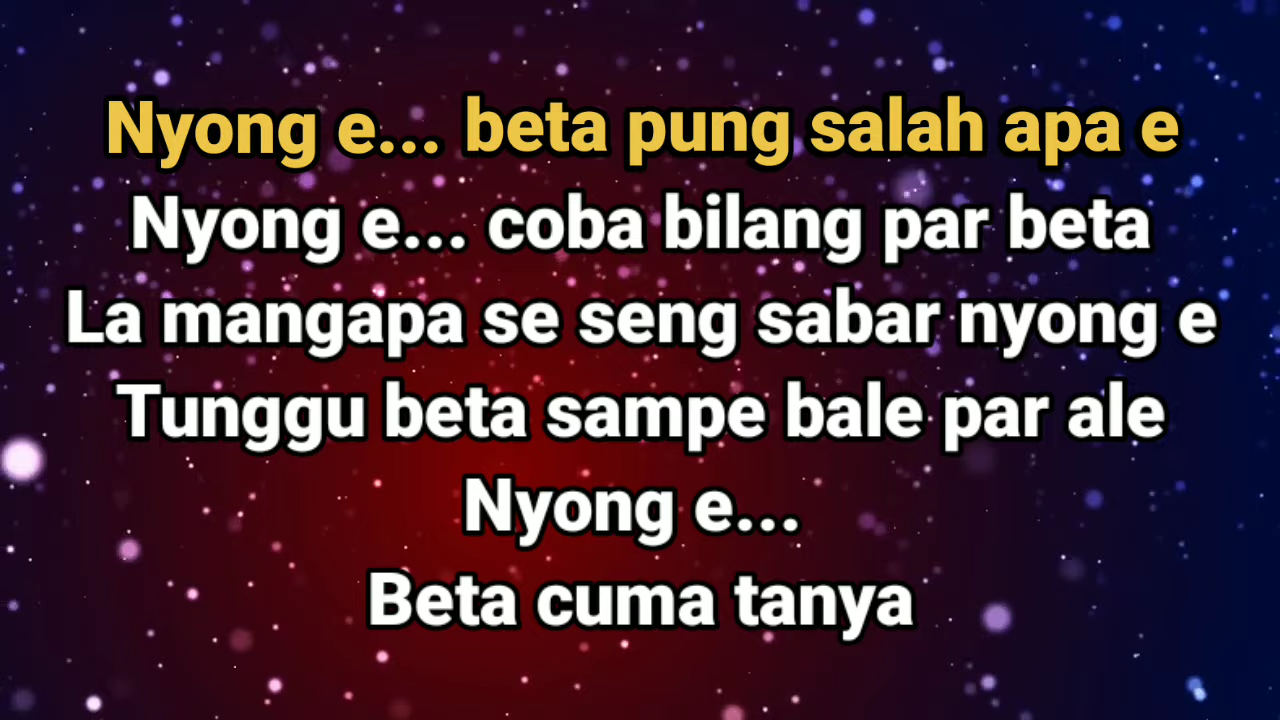 Nyong e... beta pung salah apa e
Nyong e... coba bilang par beta
La mangapa se seng sabar nyong e
Tunggu beta sampe bale par ale
Nyong e...
Beta cuma tanya